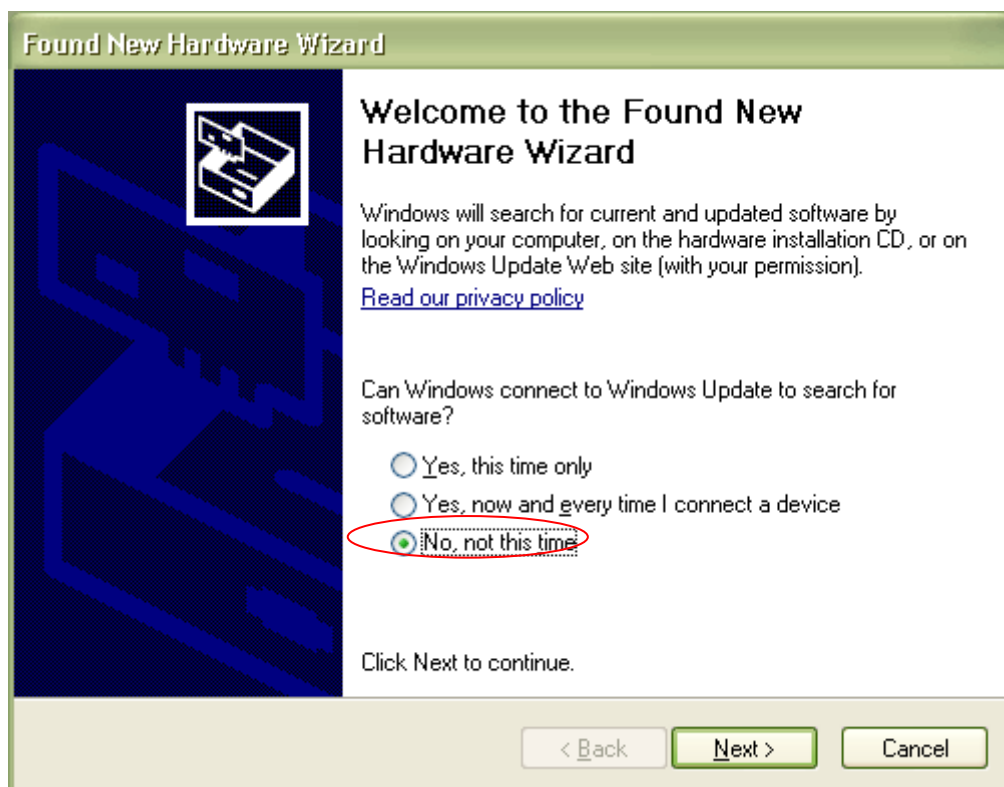 Found New Hardware Wizard
Welcome to the Found New
Hardware Wizard
Windows will search for current and updated software by
looking on your computer, on the hardware installation CD, or on
the Windows Update Web site (with your permission).
Read our privacy policy
Can Windows connect to Windows Update to search for
software?
Yes, this time only
Yes, now and every time I connect a device
No, not this time
Click Next to continue.
< Back
Next >
Cancel